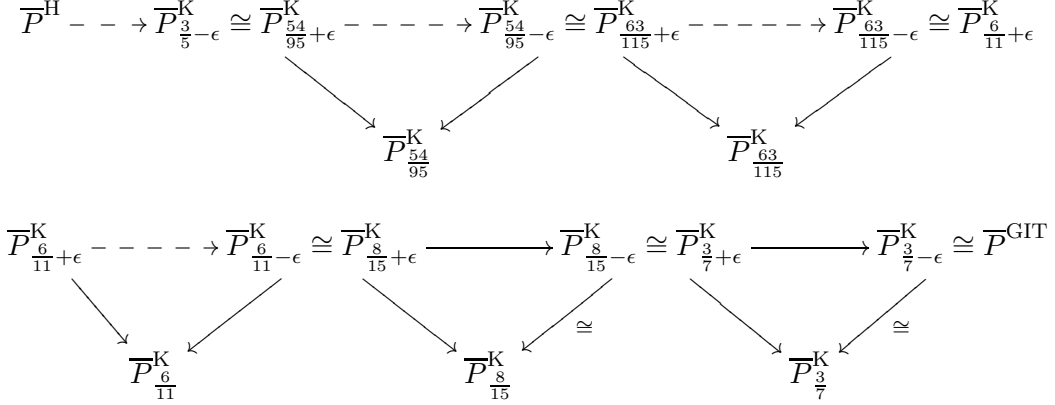 $\overline{P}^{\mathrm{H}} \dashrightarrow \overline{P}^{\mathrm{K}}_{\frac{3}{5}-\epsilon} \cong \overline{P}^{\mathrm{K}}_{\frac{54}{95}+\epsilon} \dashrightarrow \overline{P}^{\mathrm{K}}_{\frac{54}{95}-\epsilon} \cong \overline{P}^{\mathrm{K}}_{\frac{63}{115}+\epsilon} \dashrightarrow \overline{P}^{\mathrm{K}}_{\frac{63}{115}-\epsilon} \cong \overline{P}^{\mathrm{K}}_{\frac{6}{11}+\epsilon}$
$\overline{P}^{\mathrm{K}}_{\frac{54}{95}}$ $\overline{P}^{\mathrm{K}}_{\frac{63}{115}}$
$\overline{P}^{\mathrm{K}}_{\frac{6}{11}+\epsilon} \dashrightarrow \overline{P}^{\mathrm{K}}_{\frac{6}{11}-\epsilon} \cong \overline{P}^{\mathrm{K}}_{\frac{8}{15}+\epsilon} \longrightarrow \overline{P}^{\mathrm{K}}_{\frac{8}{15}-\epsilon} \cong \overline{P}^{\mathrm{K}}_{\frac{3}{7}+\epsilon} \longrightarrow \overline{P}^{\mathrm{K}}_{\frac{3}{7}-\epsilon} \cong \overline{P}^{\mathrm{GIT}}$
$\cong$ $\cong$
$\overline{P}^{\mathrm{K}}_{\frac{6}{11}}$ $\overline{P}^{\mathrm{K}}_{\frac{8}{15}}$ $\overline{P}^{\mathrm{K}}_{\frac{3}{7}}$